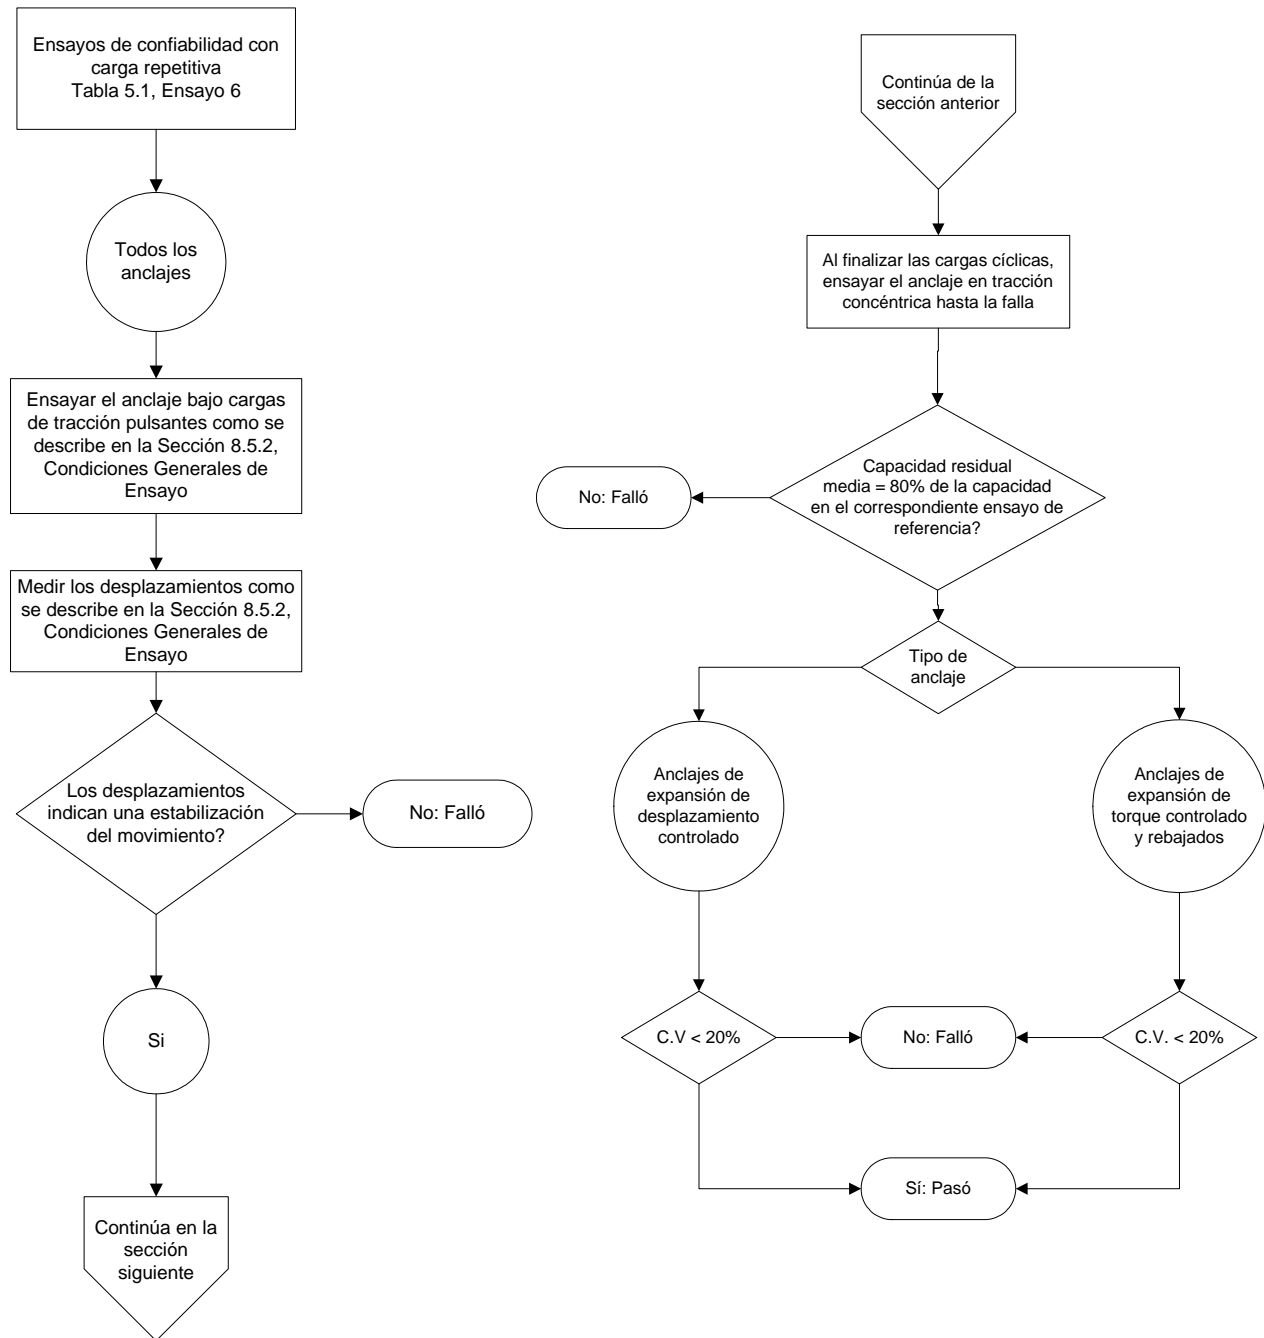 Ensayos de confiabilidad con
carga repetitiva
Tabla 5.1, Ensayo 6
Todos los
anclajes
Ensayar el anclaje bajo cargas
de tracción pulsantes como se
describe en la Sección 8.5.2,
Condiciones Generales de
Ensayo
Medir los desplazamientos como
se describe en la Sección 8.5.2,
Condiciones Generales de
Ensayo
Los desplazamientos
indican una estabilización
del movimiento?
No: Falló
Si
Continúa en la
sección
siguiente
Continúa de la
sección anterior
Al finalizar las cargas cíclicas,
ensayar el anclaje en tracción
concéntrica hasta la falla
Capacidad residual
media = 80% de la capacidad
en el correspondiente ensayo de
referencia?
No: Falló
Tipo de
anclaje
Anclajes de
expansión de
desplazamiento
controlado
Anclajes de
expansión de
torque controlado
y rebajados
C.V < 20%
No: Falló
C.V. < 20%
Sí: Pasó